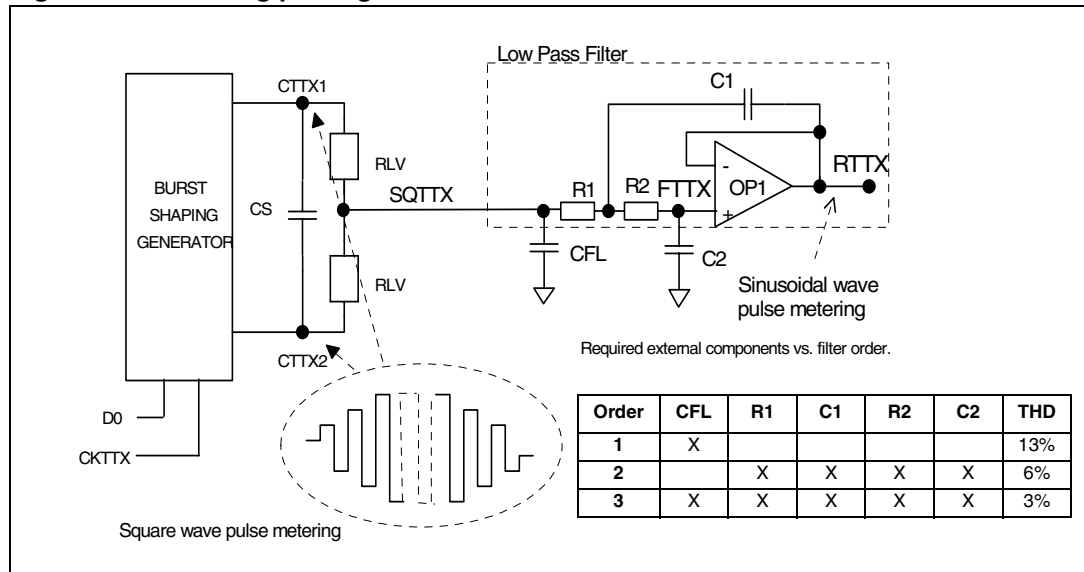 Low Pass Filter
C1
CTTX1
RLV
BURST
SHAPING
GENERATOR
CS
SQTTX
R1
R2
FTTX
-
+
OP1
RTTX
CFL
C2
RLV
Sinusoidal wave
pulse metering
CTTX2
Required external components vs. filter order.
D0
CKTTX
Order CFL R1 C1 R2 C2 THD
1 X 13%
2 X X X X 6%
3 X X X X X 3%
Square wave pulse metering